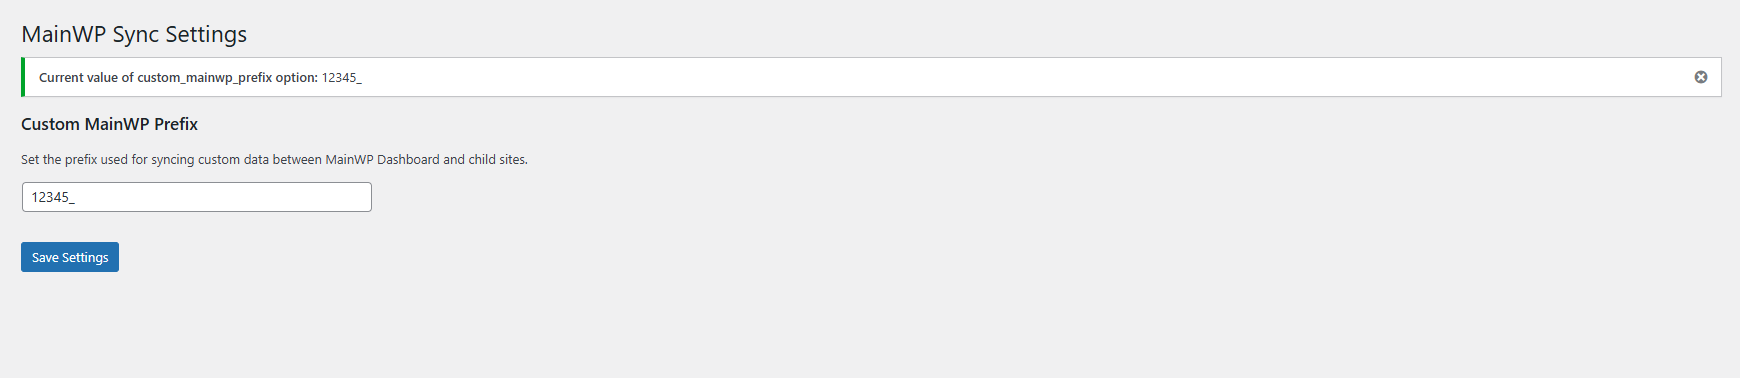 MainWP Sync Settings
Current value of custom_mainwp_prefix option: 12345_
Custom MainWP Prefix
Set the prefix used for syncing custom data between MainWP Dashboard and child sites.
12345_
Save Settings